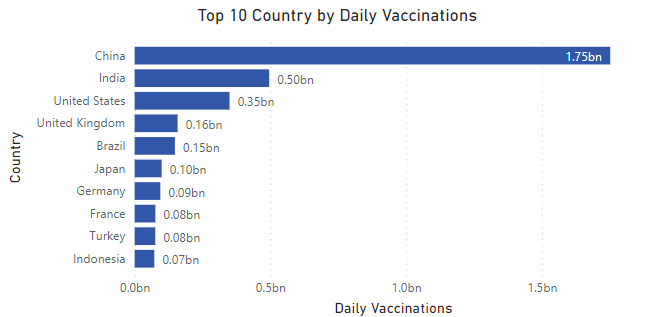 Top 10 Country by Daily Vaccinations
Country
China 1.75bn
India 0.50bn
United States 0.35bn
United Kingdom 0.16bn
Brazil 0.15bn
Japan 0.10bn
Germany 0.09bn
France 0.08bn
Turkey 0.08bn
Indonesia 0.07bn
0.0bn 0.5bn 1.0bn 1.5bn
Daily Vaccinations